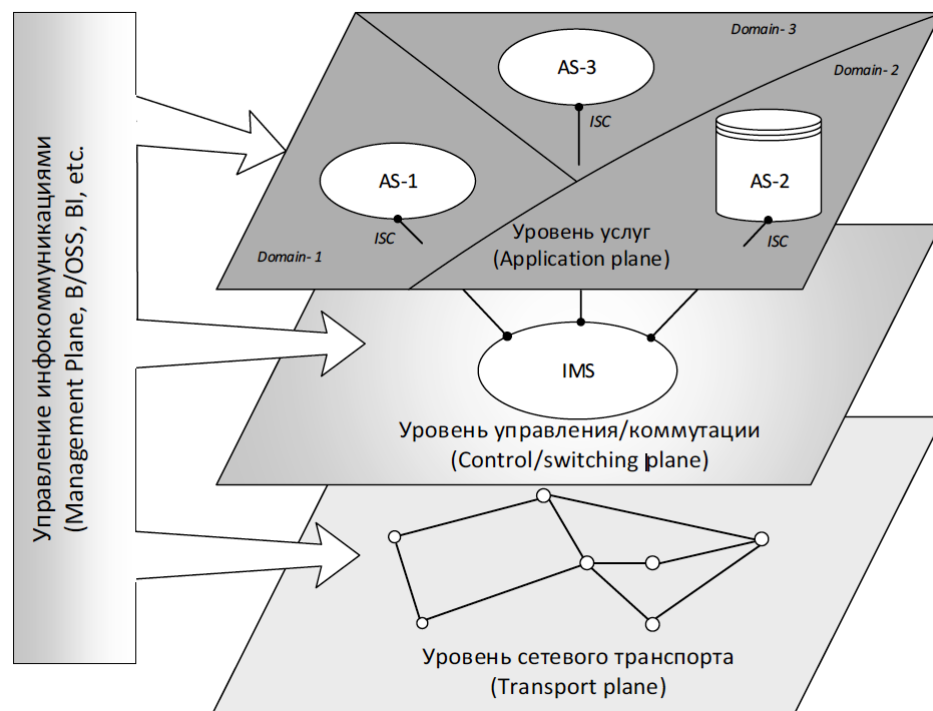 Управление инфокоммуникациями
(Management Plane, B/OSS, BI, etc.
Domain- 3
AS-3
Domain- 2
ISC
AS-1
AS-2
ISC
Уровень услуг
ISC
Domain- 1
(Application plane)
IMS
Уровень управления/коммутации
(Control/switching plane)
Уровень сетевого транспорта
(Transport plane)